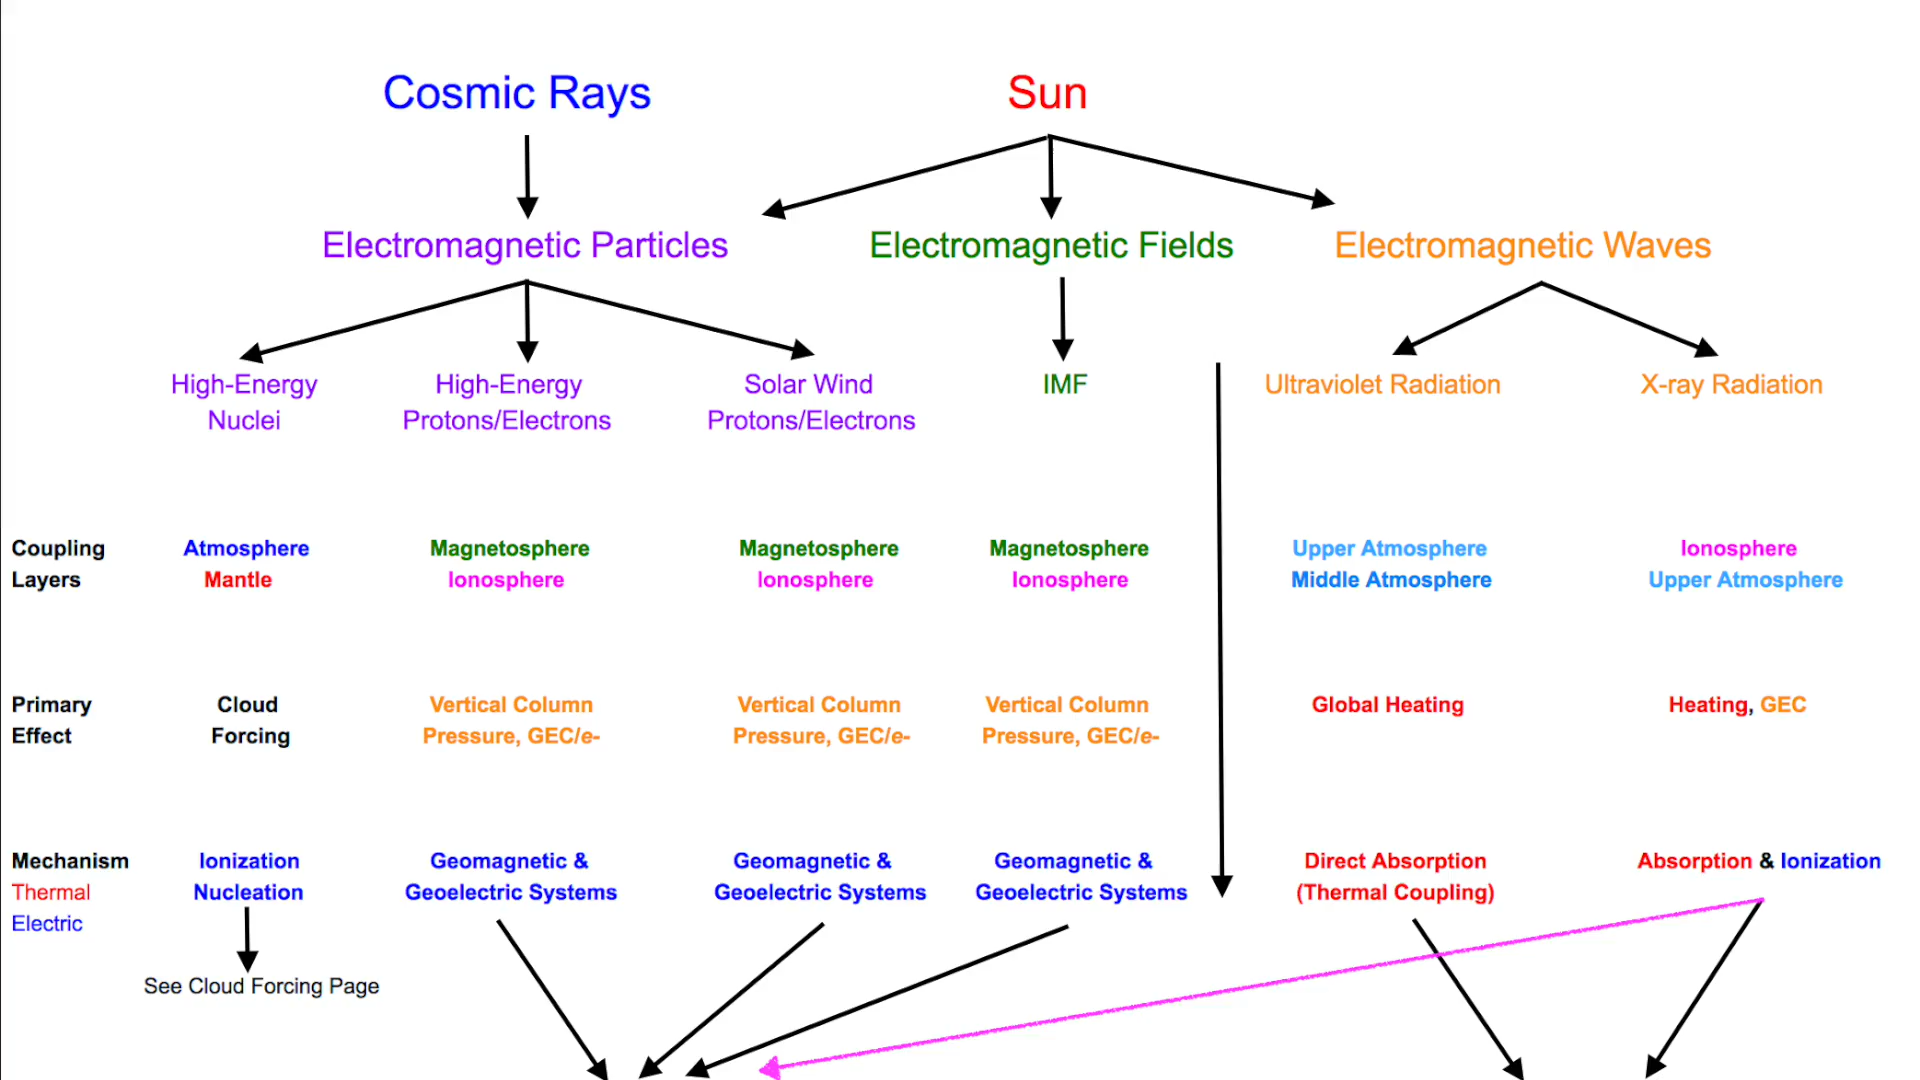 Cosmic Rays
Sun
Electromagnetic Particles
Electromagnetic Fields
Electromagnetic Waves
High-Energy
Nuclei
High-Energy
Protons/Electrons
Solar Wind
Protons/Electrons
IMF
Ultraviolet Radiation
X-ray Radiation
Coupling
Layers
Atmosphere
Mantle
Magnetosphere
Ionosphere
Magnetosphere
Ionosphere
Magnetosphere
Ionosphere
Upper Atmosphere
Middle Atmosphere
Ionosphere
Upper Atmosphere
Primary
Effect
Cloud
Forcing
Vertical Column
Pressure, GEC/e-
Vertical Column
Pressure, GEC/e-
Vertical Column
Pressure, GEC/e-
Global Heating
Heating, GEC
Mechanism
Thermal
Electric
Ionization
Nucleation
Geomagnetic &
Geoelectric Systems
Geomagnetic &
Geoelectric Systems
Geomagnetic &
Geoelectric Systems
Direct Absorption
(Thermal Coupling)
Absorption & Ionization
See Cloud Forcing Page